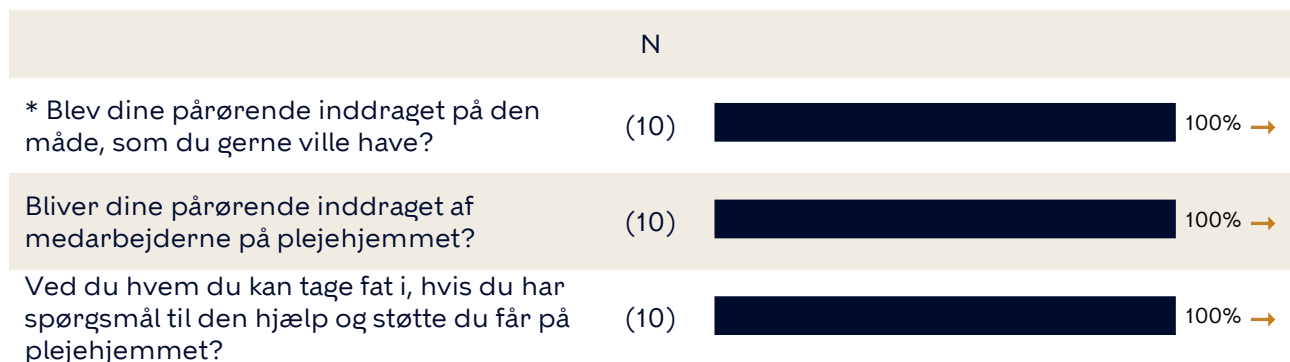 N
* Blev dine pårørende inddraget på den
måde, som du gerne ville have?
(10)
100% →
Bliver dine pårørende inddraget af
medarbejderne på plejehjemmet?
(10)
100% →
Ved du hvem du kan tage fat i, hvis du har
spørgsmål til den hjælp og støtte du får på
plejehjemmet?
(10)
100% →